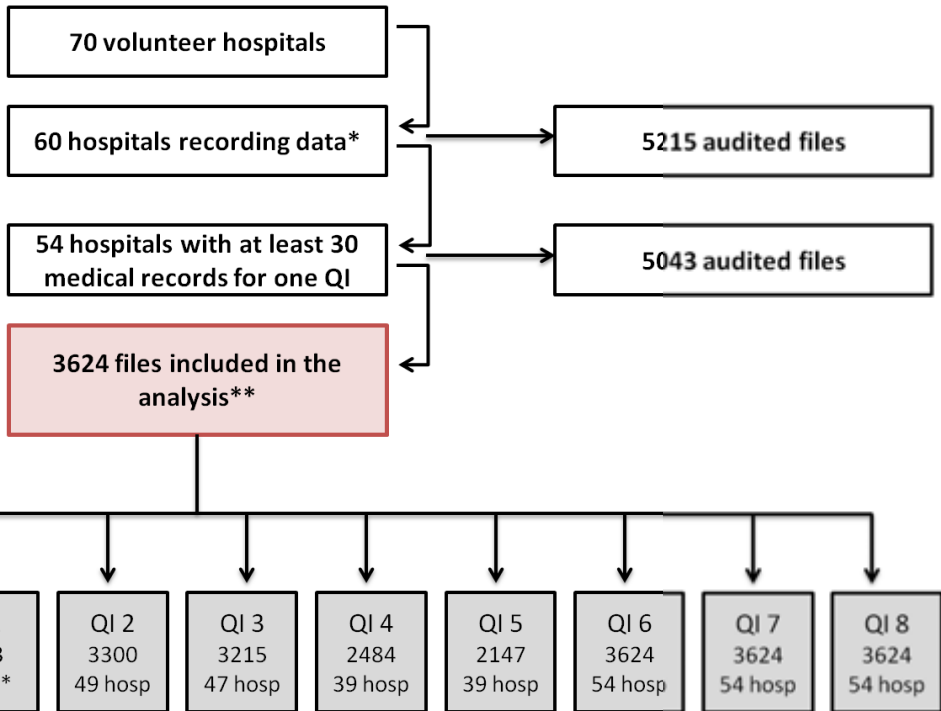 70 volunteer hospitals
60 hospitals recording data*
5215 audited files
54 hospitals with at least 30
medical records for one QI
5043 audited files
3624 files included in the
analysis**
*
QI 2
3300
49 hosp
QI 3
3215
47 hosp
QI 4
2484
39 hosp
QI 5
2147
39 hosp
QI 6
3624
54 hosp
QI 7
3624
54 hosp
QI 8
3624
54 hosp